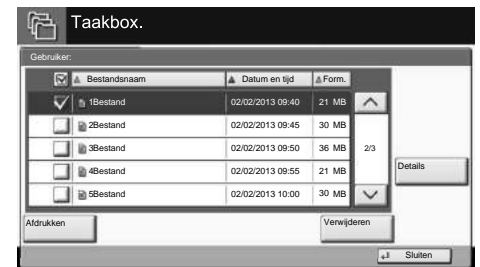 Taakbox.
Gebruiker:
Bestandsnaam Datum en tijd Form.
1Bestand 02/02/2013 09:40 21 MB
2Bestand 02/02/2013 09:45 30 MB
3Bestand 02/02/2013 09:50 36 MB 2/3
4Bestand 02/02/2013 09:55 21 MB
Details
5Bestand 02/02/2013 10:00 30 MB
Afdrukken Verwijderen
Sluiten